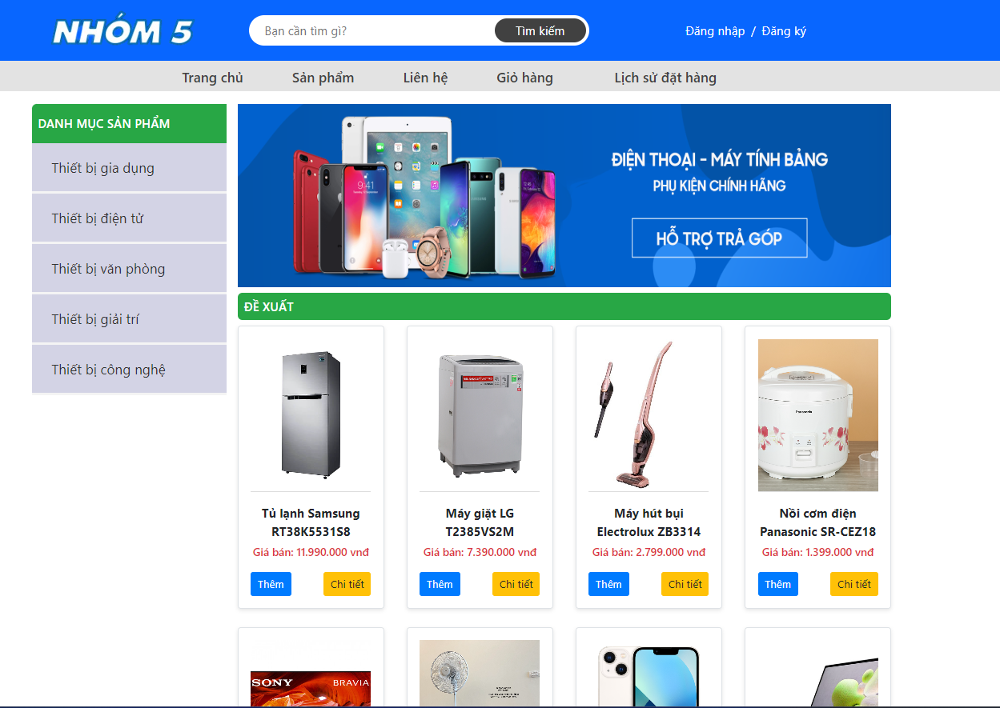 NHÓM 5
Bạn cần tìm gì?
Tìm kiếm
Đăng nhập / Đăng ký
Trang chủ
Sản phẩm
Liên hệ
Giỏ hàng
Lịch sử đặt hàng
DANH MỤC SẢN PHẨM
Thiết bị gia dụng
Thiết bị điện tử
Thiết bị văn phòng
Thiết bị giải trí
Thiết bị công nghệ
9:41
ĐIỆN THOẠI - MÁY TÍNH BẢNG
PHỤ KIỆN CHÍNH HÃNG
HỖ TRỢ TRẢ GÓP
ĐỀ XUẤT
Tủ lạnh Samsung
RT38K5531S8
Giá bán: 11.990.000 vnđ
Thêm
Chi tiết
Máy giặt LG
T2385VS2M
Giá bán: 7.390.000 vnđ
Thêm
Chi tiết
Máy hút bụi
Electrolux ZB3314
Giá bán: 2.799.000 vnđ
Thêm
Chi tiết
Panasonic
Nồi cơm điện
Panasonic SR-CEZ18
Giá bán: 1.399.000 vnđ
Thêm
Chi tiết
SONY
BRAVIA